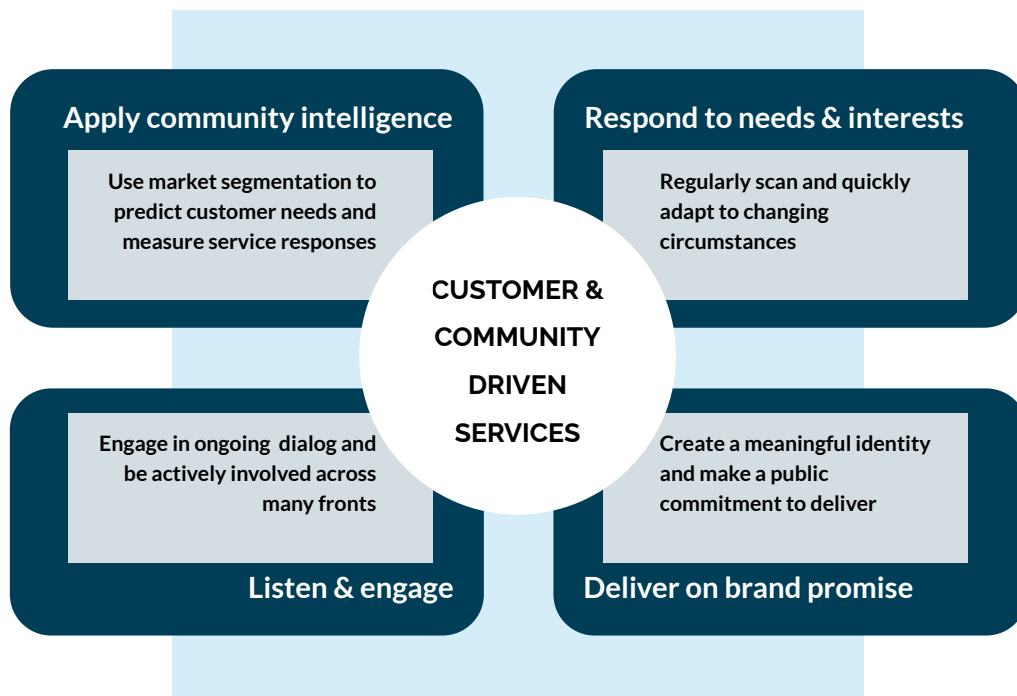 Apply community intelligence
Use market segmentation to
predict customer needs and
measure service responses
Respond to needs & interests
Regularly scan and quickly
adapt to changing
circumstances
CUSTOMER &
COMMUNITY
DRIVEN
SERVICES
Engage in ongoing  dialog and
be actively involved across
many fronts
Listen & engage
Create a meaningful identity
and make a public
commitment to deliver
Deliver on brand promise